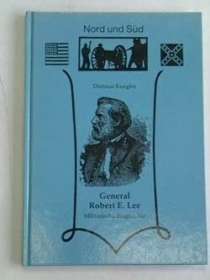 Nord und Süd
Dietmar Kuegler
General
Robert E. Lee